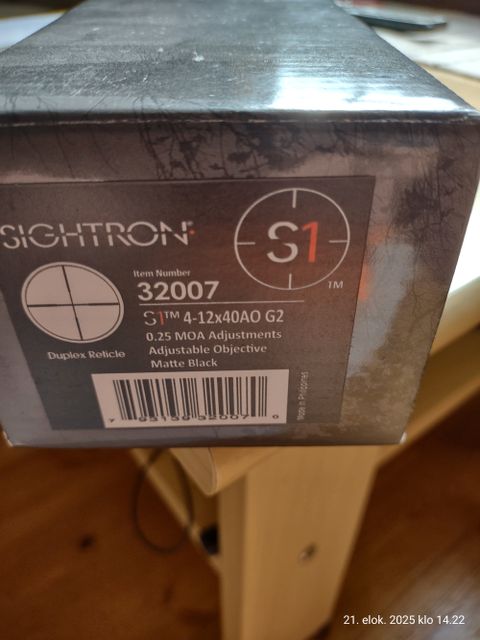 SIGHTRON®
S1
TM
Item Number
32007
S1™ 4-12x40AO G2
0.25 MOA Adjustments
Adjustable Objective
Matte Black
Duplex Reticle
Made in Philippines
21. elok. 2025 klo 14.22